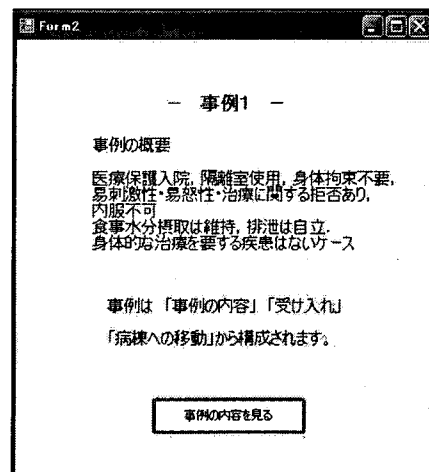 Form2
－ 事例1 －
事例の概要
医療保護入院, 隔離室使用, 身体拘束不要,
易刺激性・易怒性・治療に関する拒否あり,
内服不可
食事水分摂取は維持, 排泄は自立.
身体的な治療を要する疾患はないケース
事例は 「事例の内容」「受け入れ」
「病棟への移動」から構成されます。
事例の内容を見る